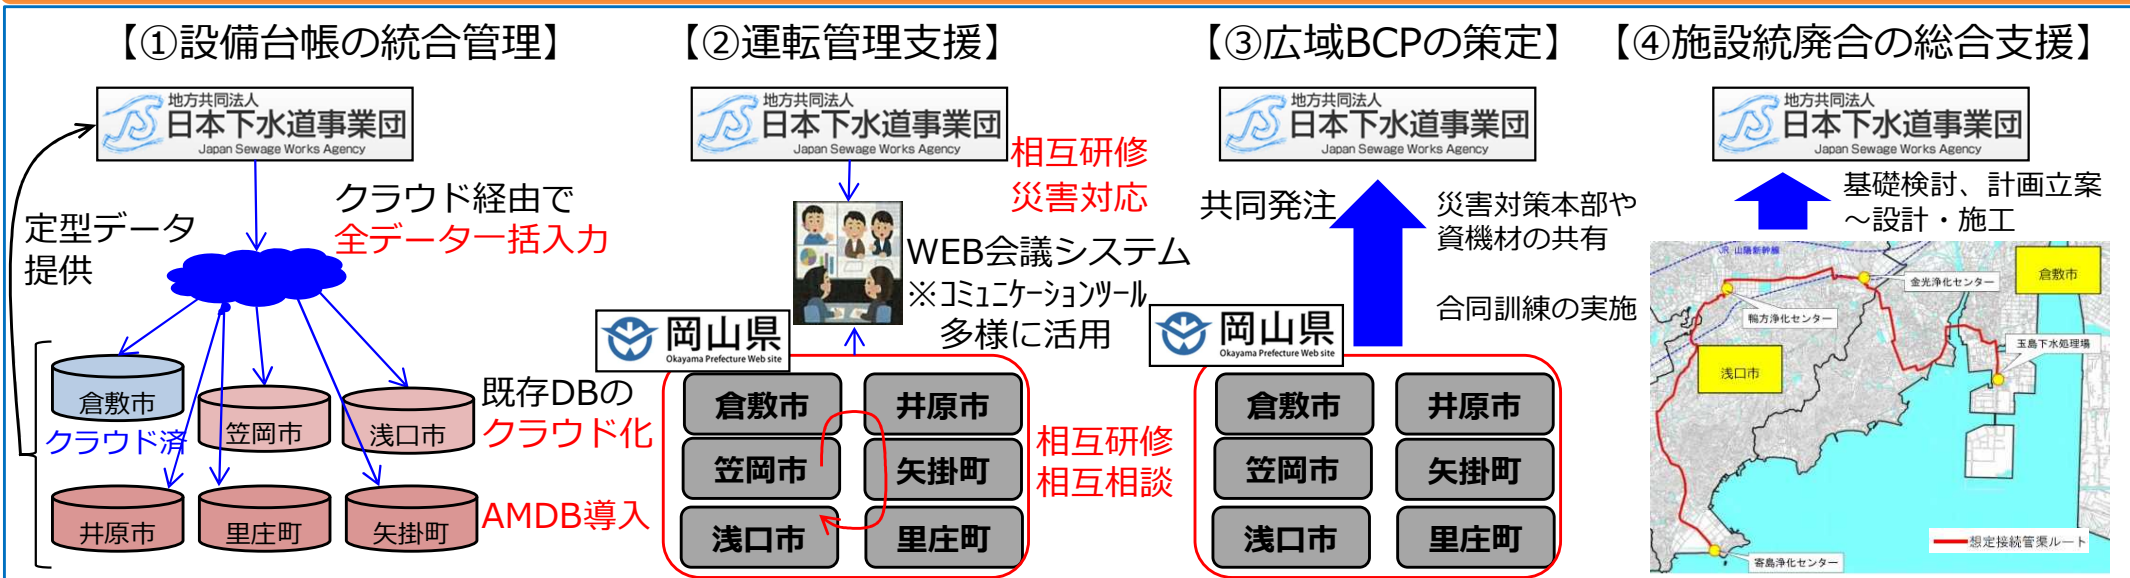 【①設備台帳の統合管理】
地方共同法人
日本下水道事業団
Japan Sewage Works Agency
定型データ
提供
クラウド経由で
全データ一括入力
倉敷市
クラウド済
笠岡市
浅口市
既存DBの
クラウド化
井原市
里庄町
矢掛町
AMDB導入
【②運転管理支援】
地方共同法人
日本下水道事業団
Japan Sewage Works Agency
相互研修
災害対応
WEB会議システム
※コミュニケーションツール
多様に活用
岡山県
Okayama Prefecture Web site
倉敷市
井原市
笠岡市
矢掛町
浅口市
里庄町
相互研修
相互相談
【③広域BCPの策定】
地方共同法人
日本下水道事業団
Japan Sewage Works Agency
共同発注
災害対策本部や
資機材の共有
合同訓練の実施
岡山県
Okayama Prefecture Web site
倉敷市
井原市
笠岡市
矢掛町
浅口市
里庄町
【④施設統廃合の総合支援】
地方共同法人
日本下水道事業団
Japan Sewage Works Agency
基礎検討、計画立案
～設計・施工
JR 山陽新幹線
倉敷市
金光浄化センター
鴨方浄化センター
玉島下水処理場
浅口市
想定接続管渠ルート
寄島浄化センター